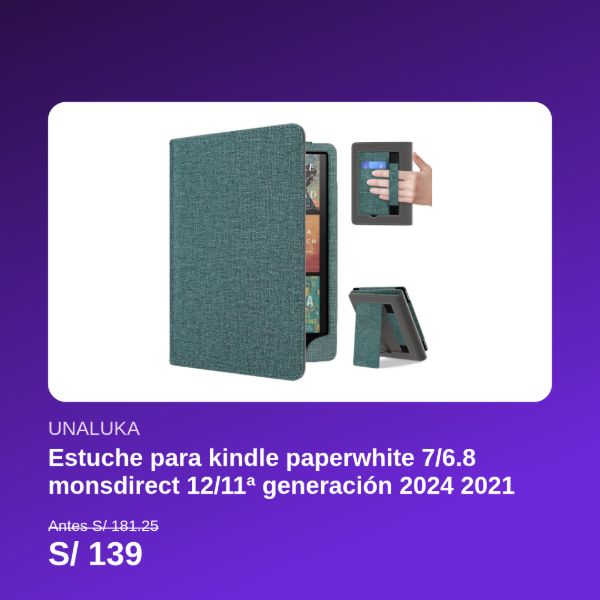 UNALUKA
Estuche para kindle paperwhite 7/6.8
monsdirect 12/11ª generación 2024 2021
Antes S/ 181.25
S/ 139